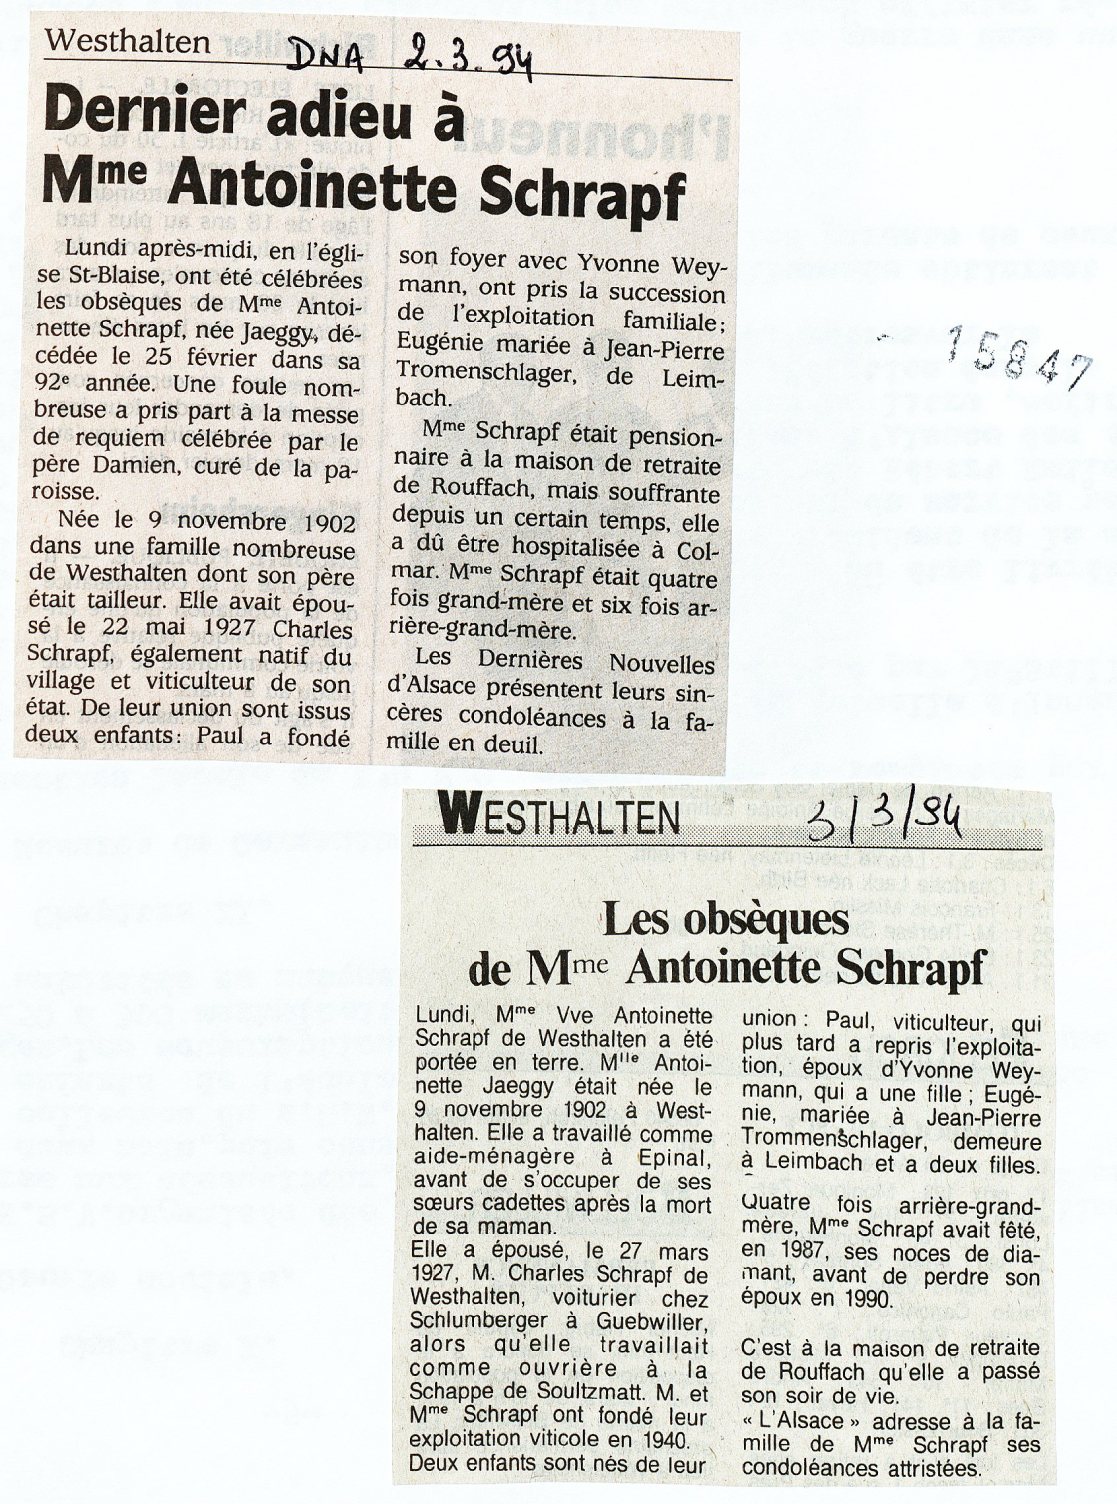 Westhalten DNA 2.3.94
Dernier adieu à
Mme Antoinette Schrapf
Lundi après-midi, en l'égli-
se St-Blaise, ont été célébrées
les obsèques de Mme Antoi-
nette Schrapf, née Jaeggy, dé-
cédée le 25 février dans sa
92e année. Une foule nom-
breuse a pris part à la messe
de requiem célébrée par le
père Damien, curé de la pa-
roisse.
Née le 9 novembre 1902
dans une famille nombreuse
de Westhalten dont son père
était tailleur. Elle avait épou-
sé le 22 mai 1927 Charles
Schrapf, également natif du
village et viticulteur de son
état. De leur union sont issus
deux enfants: Paul a fondé
son foyer avec Yvonne Wey-
mann, ont pris la succession
de l'exploitation familiale;
Eugénie mariée à Jean-Pierre
Tromenschlager, de Leim-
bach.
Mme Schrapf était pension-
naire à la maison de retraite
de Rouffach, mais souffrante
depuis un certain temps, elle
a dû être hospitalisée à Col-
mar. Mme Schrapf était quatre
fois grand-mère et six fois ar-
rière-grand-mère.
Les Dernières Nouvelles
d'Alsace présentent leurs sin-
cères condoléances à la fa-
mille en deuil.
- 15847
WESTHALTEN 3/3/94
Les obsèques
de Mme Antoinette Schrapf
Lundi, Mme Vve Antoinette
Schrapf de Westhalten a été
portée en terre. Mlle Antoi-
nette Jaeggy était née le
9 novembre 1902 à West-
halten. Elle a travaillé comme
aide-ménagère à Epinal,
avant de s'occuper de ses
sœurs cadettes après la mort
de sa maman.
Elle a épousé, le 27 mars
1927, M. Charles Schrapf de
Westhalten, voiturier chez
Schlumberger à Guebwiller,
alors qu'elle travaillait
comme ouvrière à la
Schappe de Soultzmatt. M. et
Mme Schrapf ont fondé leur
exploitation viticole en 1940.
Deux enfants sont nés de leur
union : Paul, viticulteur, qui
plus tard a repris l'exploita-
tion, époux d'Yvonne Wey-
mann, qui a une fille ; Eugé-
nie, mariée à Jean-Pierre
Trommenschlager, demeure
à Leimbach et a deux filles.
Quatre fois arrière-grand-
mère, Mme Schrapf avait fêté,
en 1987, ses noces de dia-
mant, avant de perdre son
époux en 1990.
C'est à la maison de retraite
de Rouffach qu'elle a passé
son soir de vie.
« L'Alsace » adresse à la fa-
mille de Mme Schrapf ses
condoléances attristées.